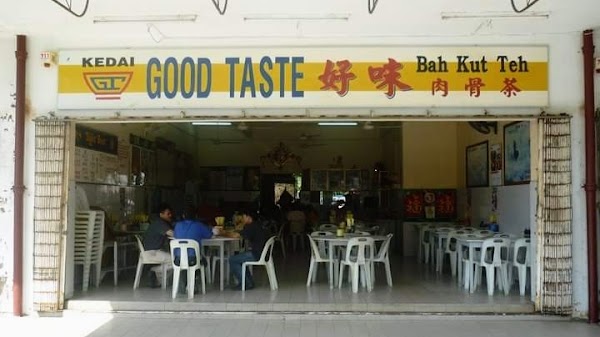 KEDAI
GT
GOOD TASTE 好味 Bah Kut Teh
肉骨茶